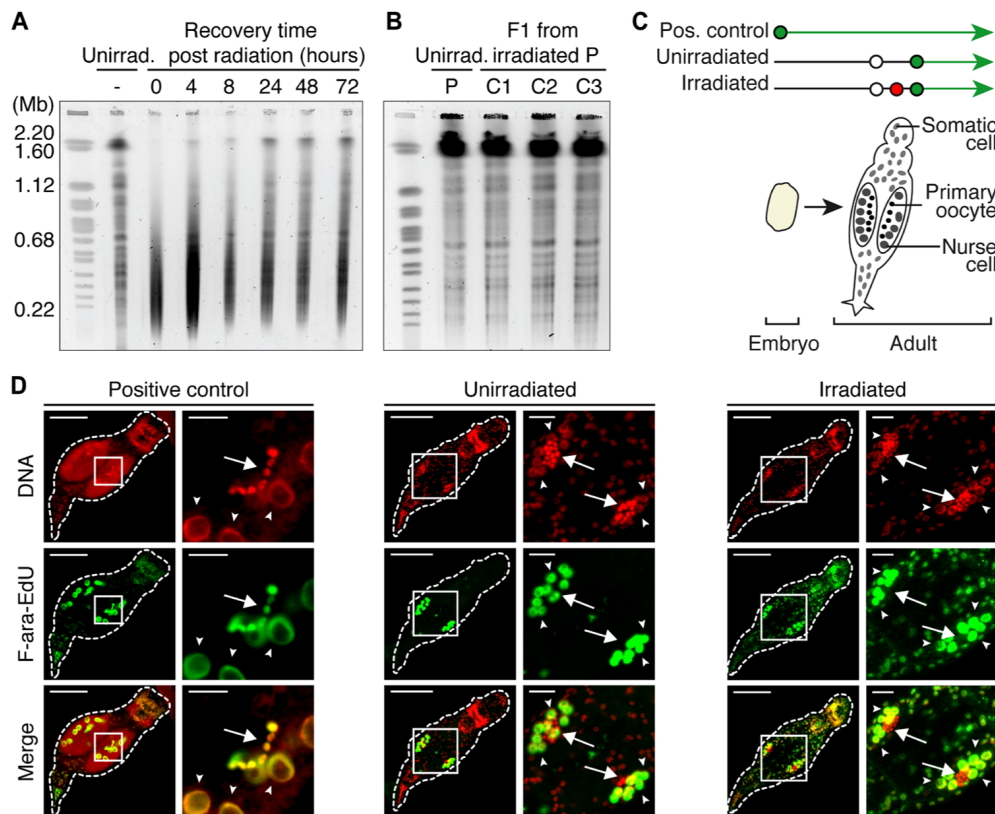 A
Recovery time
Unirrad. post radiation (hours)
- 0 4 8 24 48 72
(Mb)
2.20
1.60
1.12
0.68
0.22
B
F1 from
Unirrad. irradiated P
P C1 C2 C3
C
Pos. control
Unirradiated
Irradiated
Somatic
cell
Primary
oocyte
Nurse
cell
Embryo Adult
D
Positive control Unirradiated Irradiated
DNA
F-ara-EdU
Merge